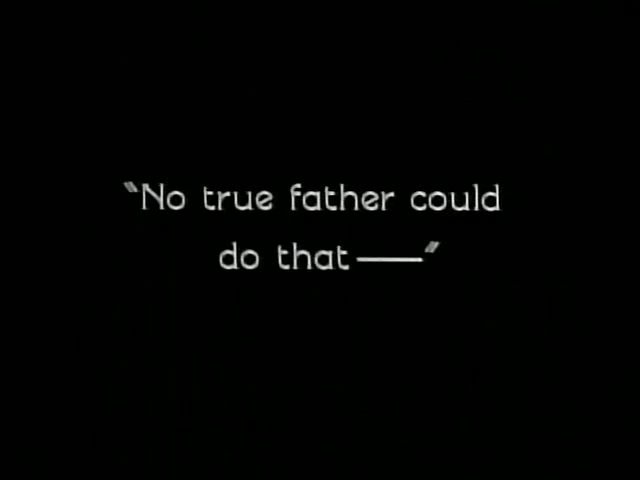 “No true father could
do that——”